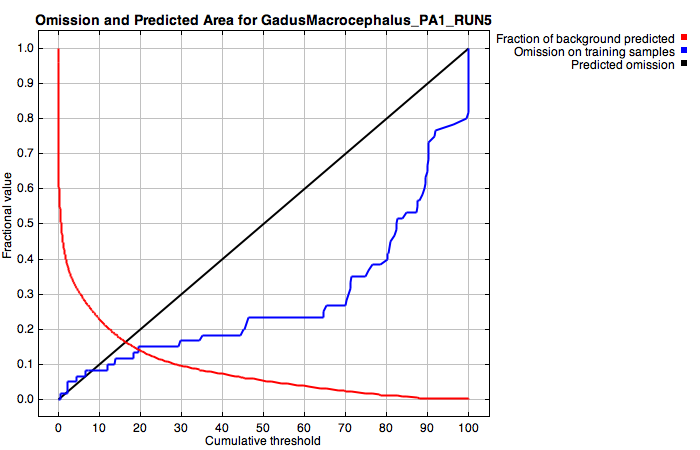 Omission and Predicted Area for GadusMacrocephalus_PA1_RUN5
Fraction of background predicted
Omission on training samples
Predicted omission
1.0
0.9
0.8
0.7
0.6
0.5
0.4
0.3
0.2
0.1
0.0
Fractional value
0 10 20 30 40 50 60 70 80 90 100
Cumulative threshold